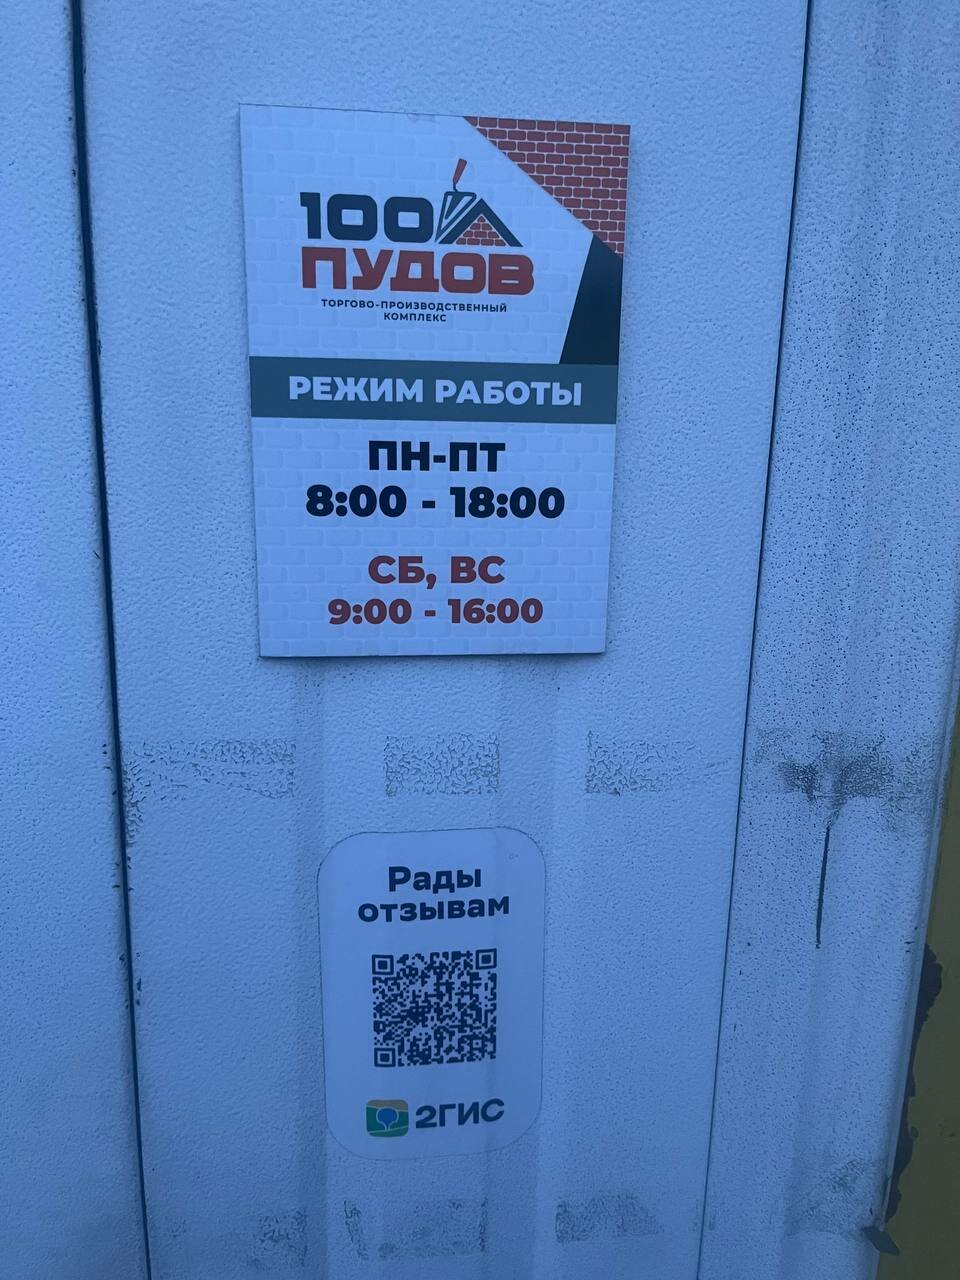 100
ПУДОВ
ТОРГОВО-ПРОИЗВОДСТВЕННЫЙ
КОМПЛЕКС
РЕЖИМ РАБОТЫ
ПН-ПТ
8:00 - 18:00
СБ, ВС
9:00 - 16:00
Рады
отзывам
2ГИС